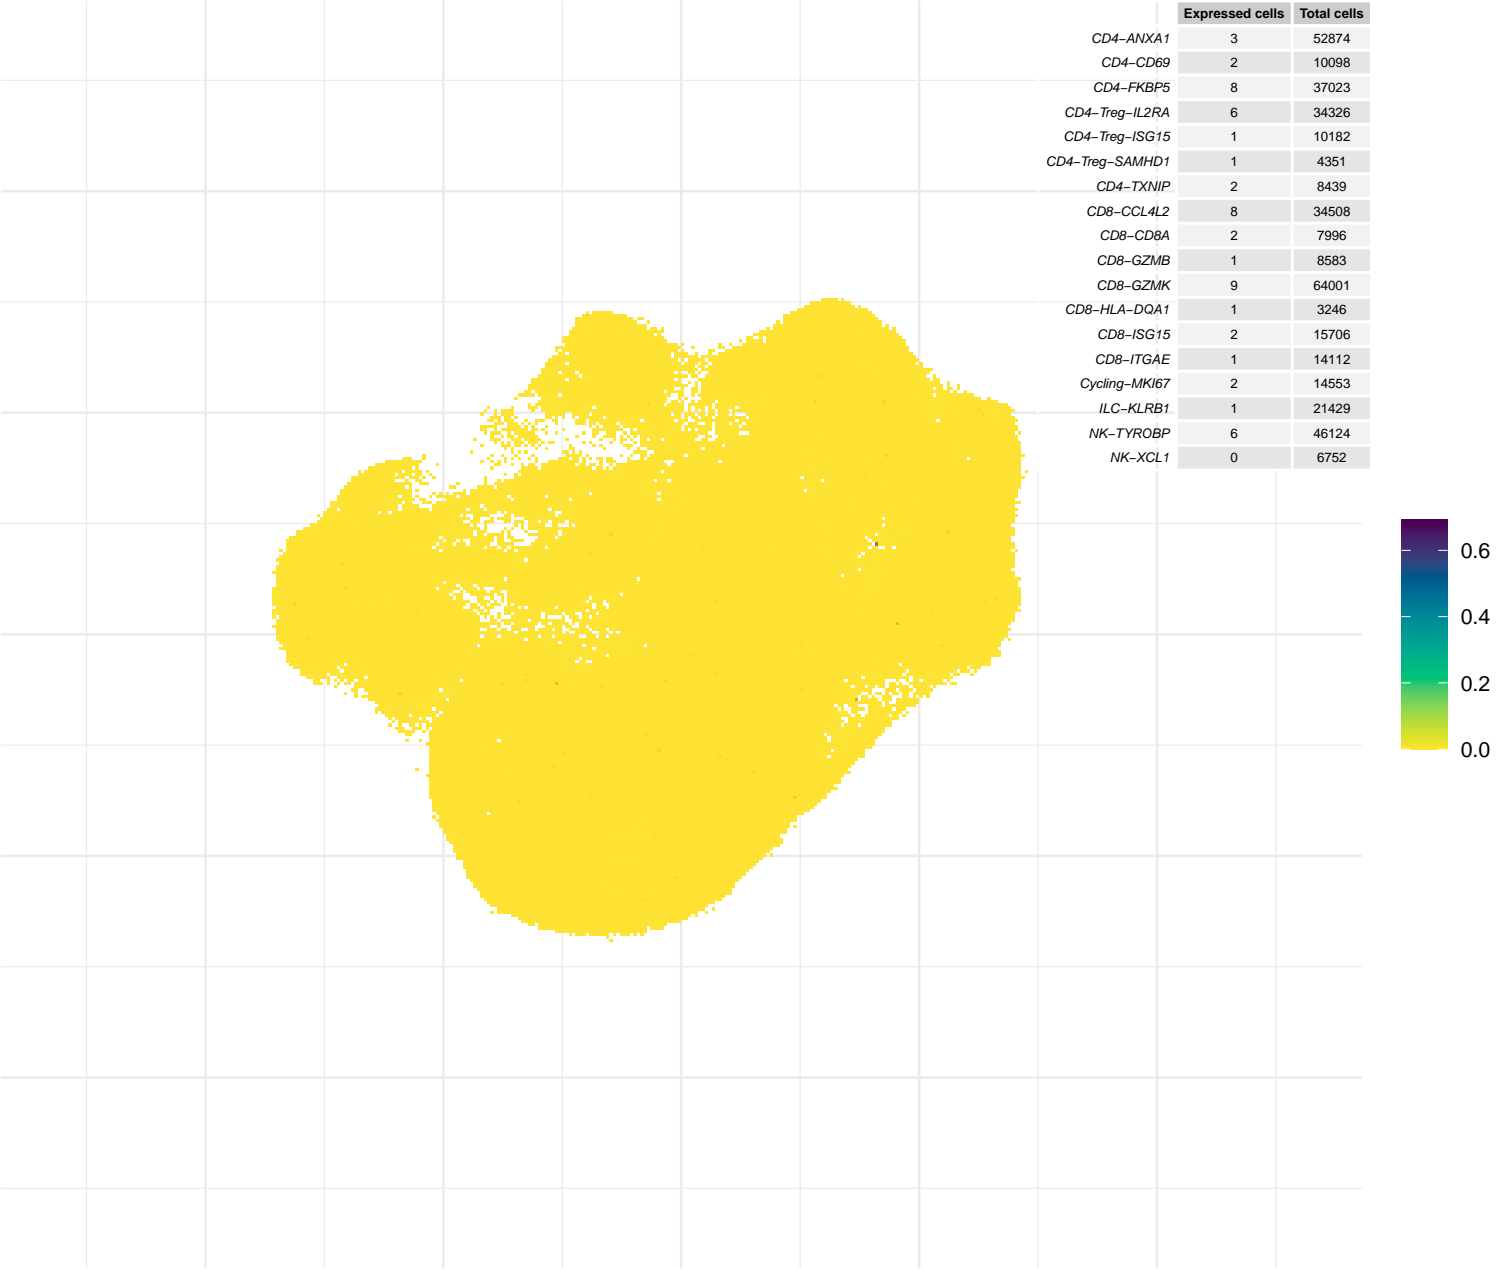 Expressed cells Total cells
CD4−ANXA1 3 52874
CD4−CD69 2 10098
CD4−FKBP5 8 37023
CD4−Treg−IL2RA 6 34326
CD4−Treg−ISG15 1 10182
CD4−Treg−SAMHD1 1 4351
CD4−TXNIP 2 8439
CD8−CCL4L2 8 34508
CD8−CD8A 2 7996
CD8−GZMB 1 8583
CD8−GZMK 9 64001
CD8−HLA−DQA1 1 3246
CD8−ISG15 2 15706
CD8−ITGAE 1 14112
Cycling−MKI67 2 14553
ILC−KLRB1 1 21429
NK−TYROBP 6 46124
NK−XCL1 0 6752
0.6
0.4
0.2
0.0